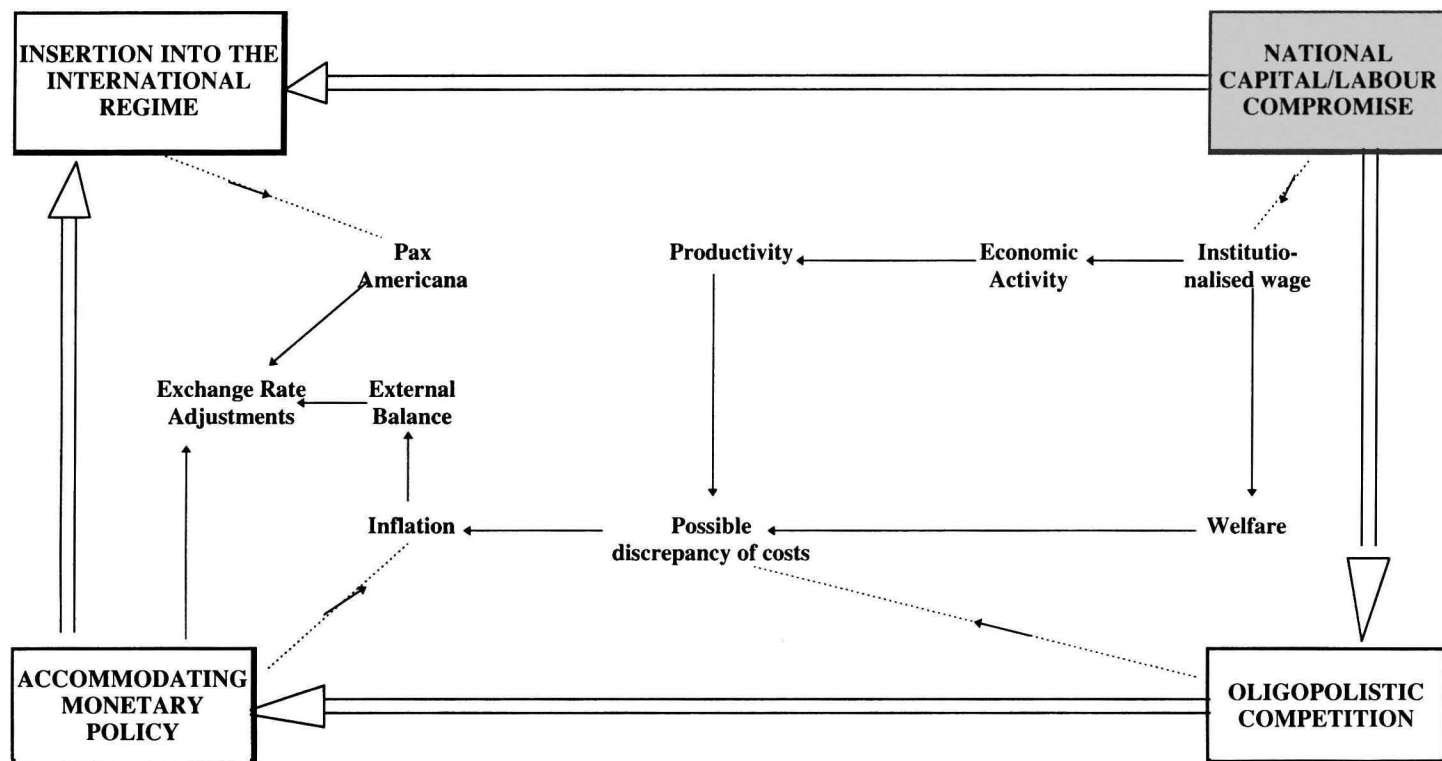 INSERTION INTO THE
INTERNATIONAL
REGIME
NATIONAL
CAPITAL/LABOUR
COMPROMISE
Pax
Americana
Productivity
Economic
Activity
Institutio-
nalised wage
Exchange Rate
Adjustments
External
Balance
Inflation
Possible
discrepancy of costs
Welfare
ACCOMMODATING
MONETARY
POLICY
OLIGOPOLISTIC
COMPETITION